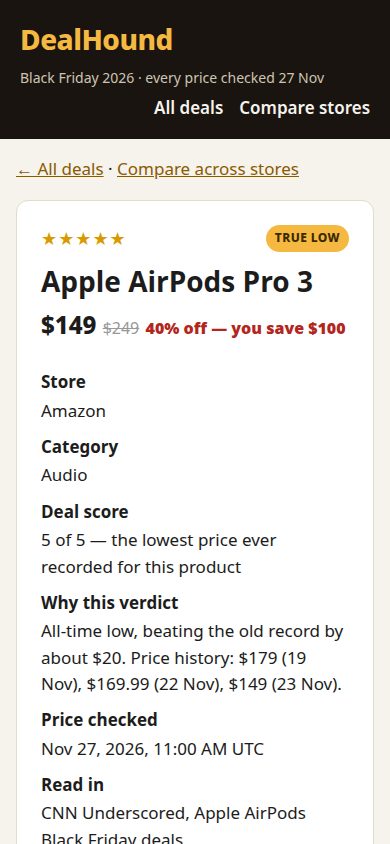 DealHound
Black Friday 2026 · every price checked 27 Nov
All deals Compare stores
← All deals · Compare across stores
★★★★★ TRUE LOW
Apple AirPods Pro 3
$149 $249 40% off — you save $100
Store
Amazon
Category
Audio
Deal score
5 of 5 — the lowest price ever
recorded for this product
Why this verdict
All-time low, beating the old record by
about $20. Price history: $179 (19
Nov), $169.99 (22 Nov), $149 (23 Nov).
Price checked
Nov 27, 2026, 11:00 AM UTC
Read in
CNN Underscored, Apple AirPods
Black Friday deals